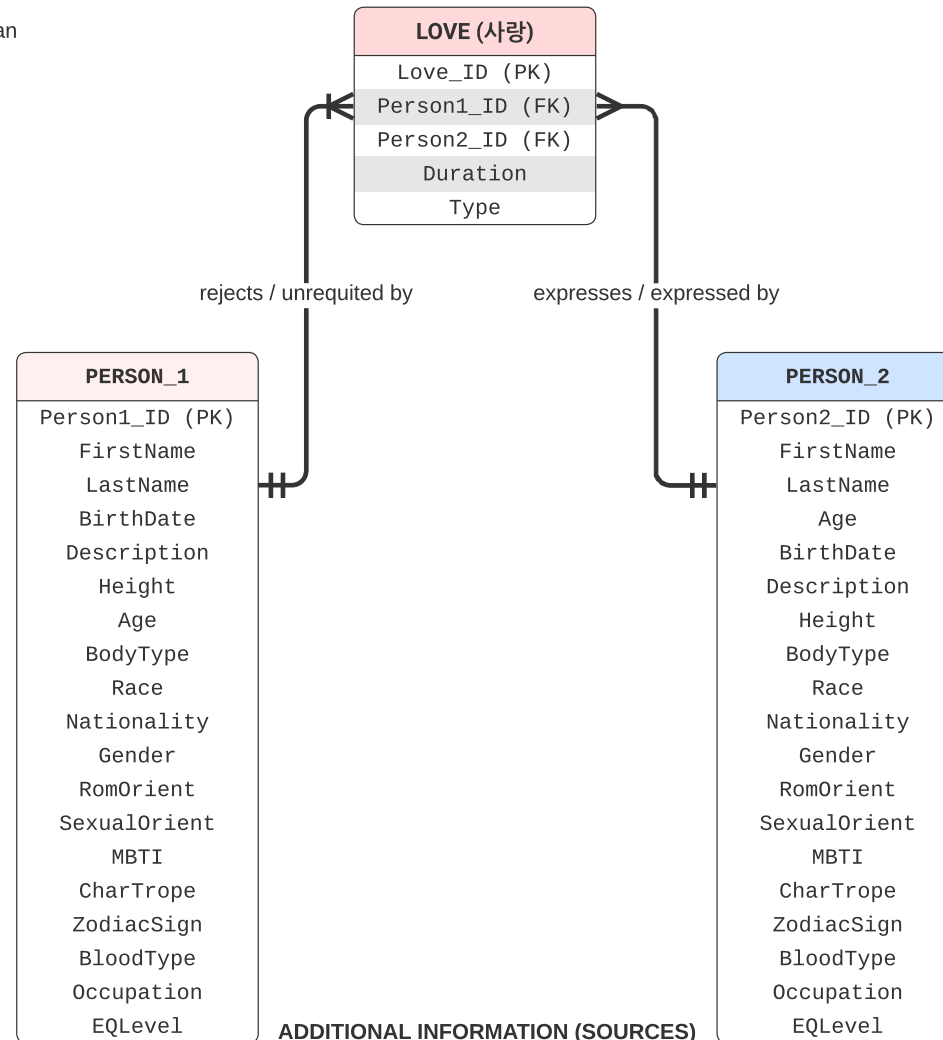 an
LOVE (사랑)
Love_ID (PK)
Person1_ID (FK)
Person2_ID (FK)
Duration
Type
rejects / unrequited by
expresses / expressed by
PERSON_1
Person1_ID (PK)
FirstName
LastName
BirthDate
Description
Height
Age
BodyType
Race
Nationality
Gender
RomOrient
SexualOrient
MBTI
CharTrope
ZodiacSign
BloodType
Occupation
EQLevel
PERSON_2
Person2_ID (PK)
FirstName
LastName
Age
BirthDate
Description
Height
BodyType
Race
Nationality
Gender
RomOrient
SexualOrient
MBTI
CharTrope
ZodiacSign
BloodType
Occupation
EQLevel
ADDITIONAL INFORMATION (SOURCES)